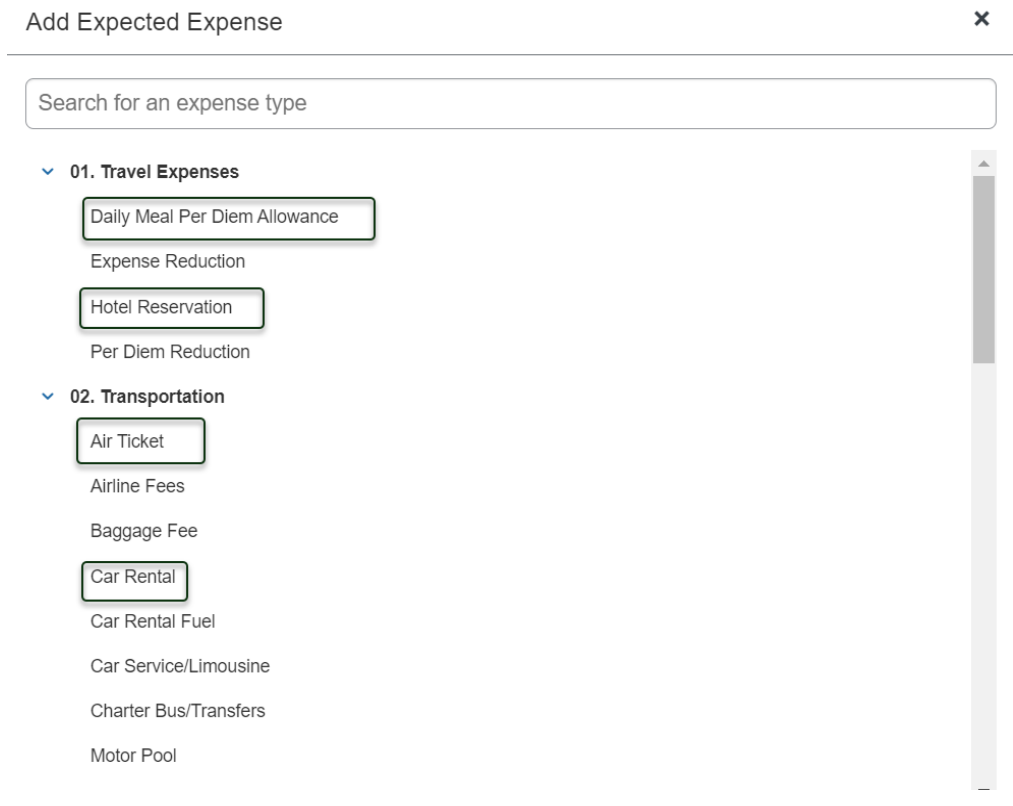 Add Expected Expense
Search for an expense type
01. Travel Expenses
Daily Meal Per Diem Allowance
Expense Reduction
Hotel Reservation
Per Diem Reduction
02. Transportation
Air Ticket
Airline Fees
Baggage Fee
Car Rental
Car Rental Fuel
Car Service/Limousine
Charter Bus/Transfers
Motor Pool